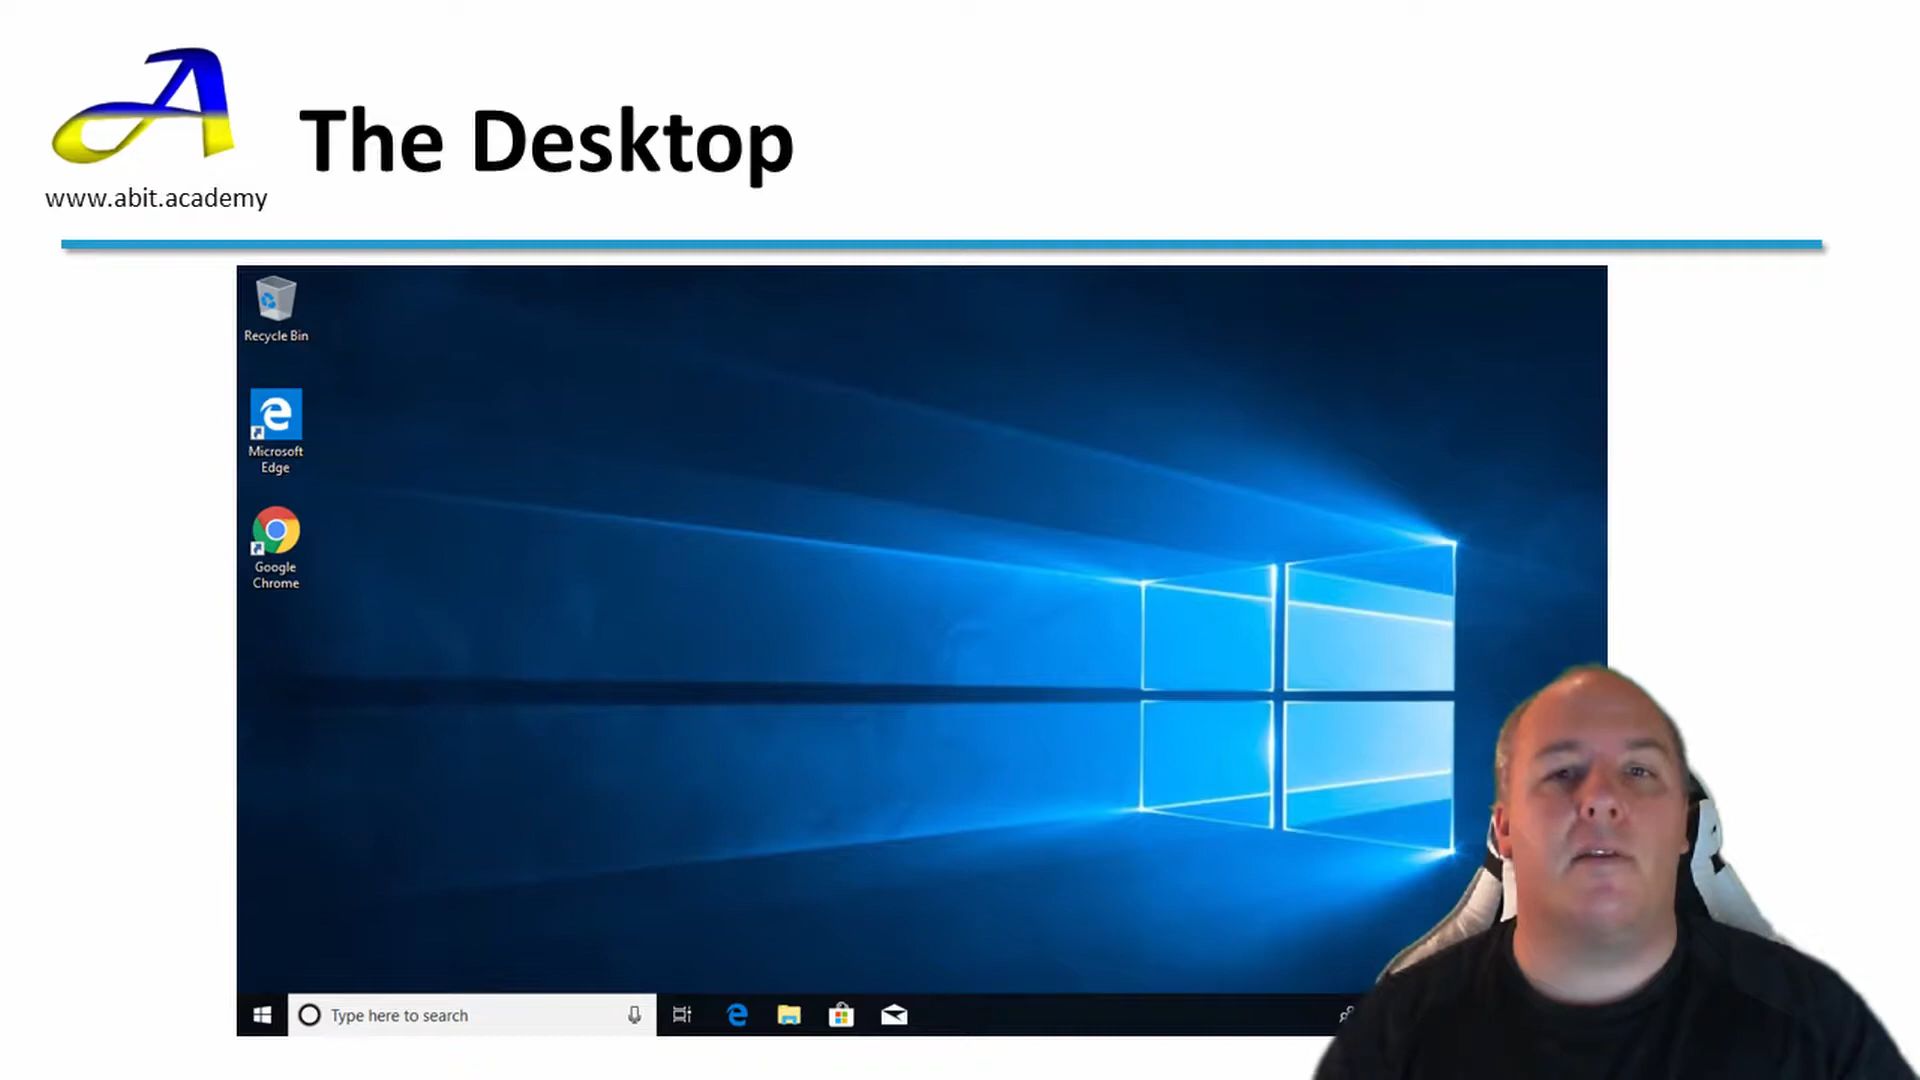 The Desktop
www.abit.academy
Recycle Bin
Microsoft
Edge
Google
Chrome
Type here to search